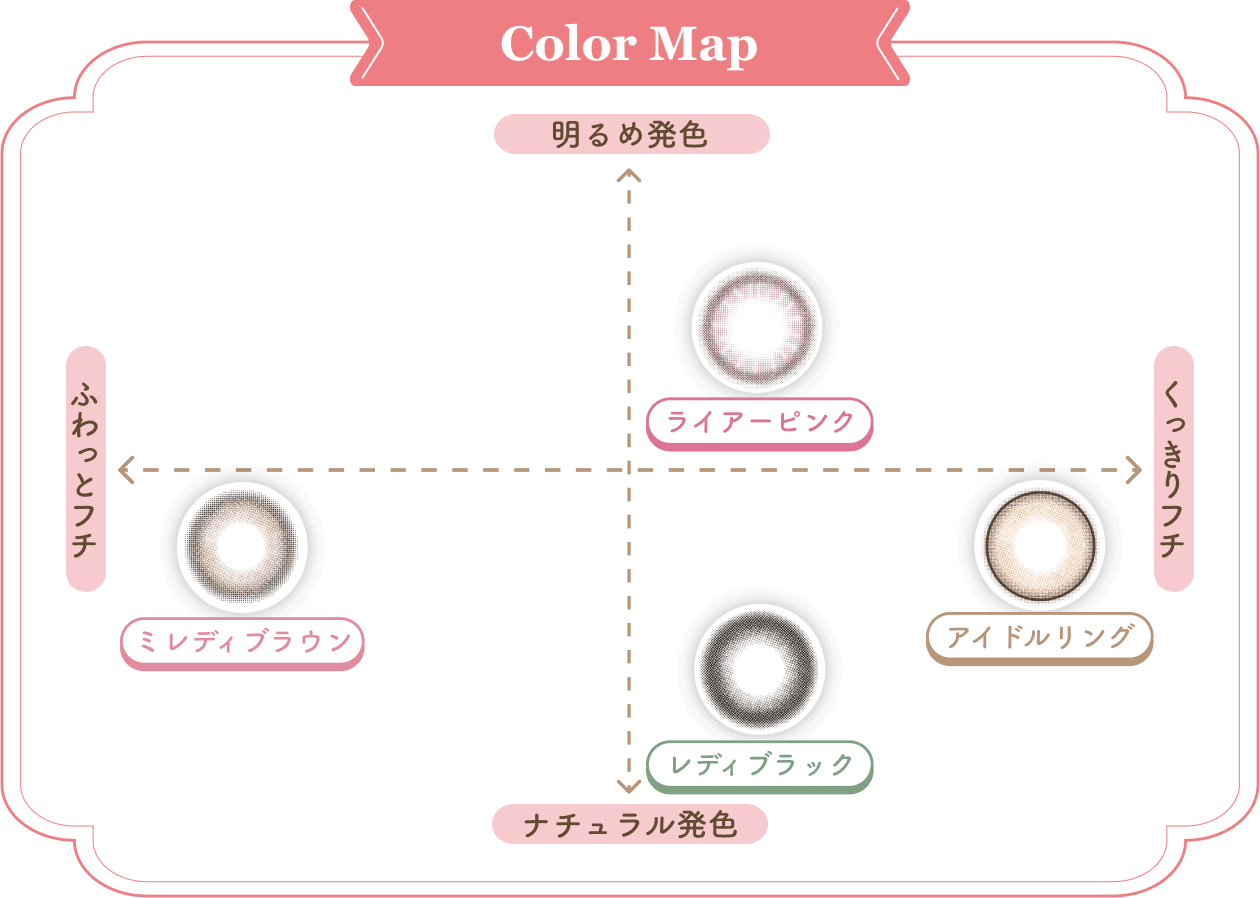 Color Map
明るめ発色
ふわっとフチ
くっきりフチ
ライアーピンク
ミレディブラウン
アイドルリング
レディブラック
ナチュラル発色